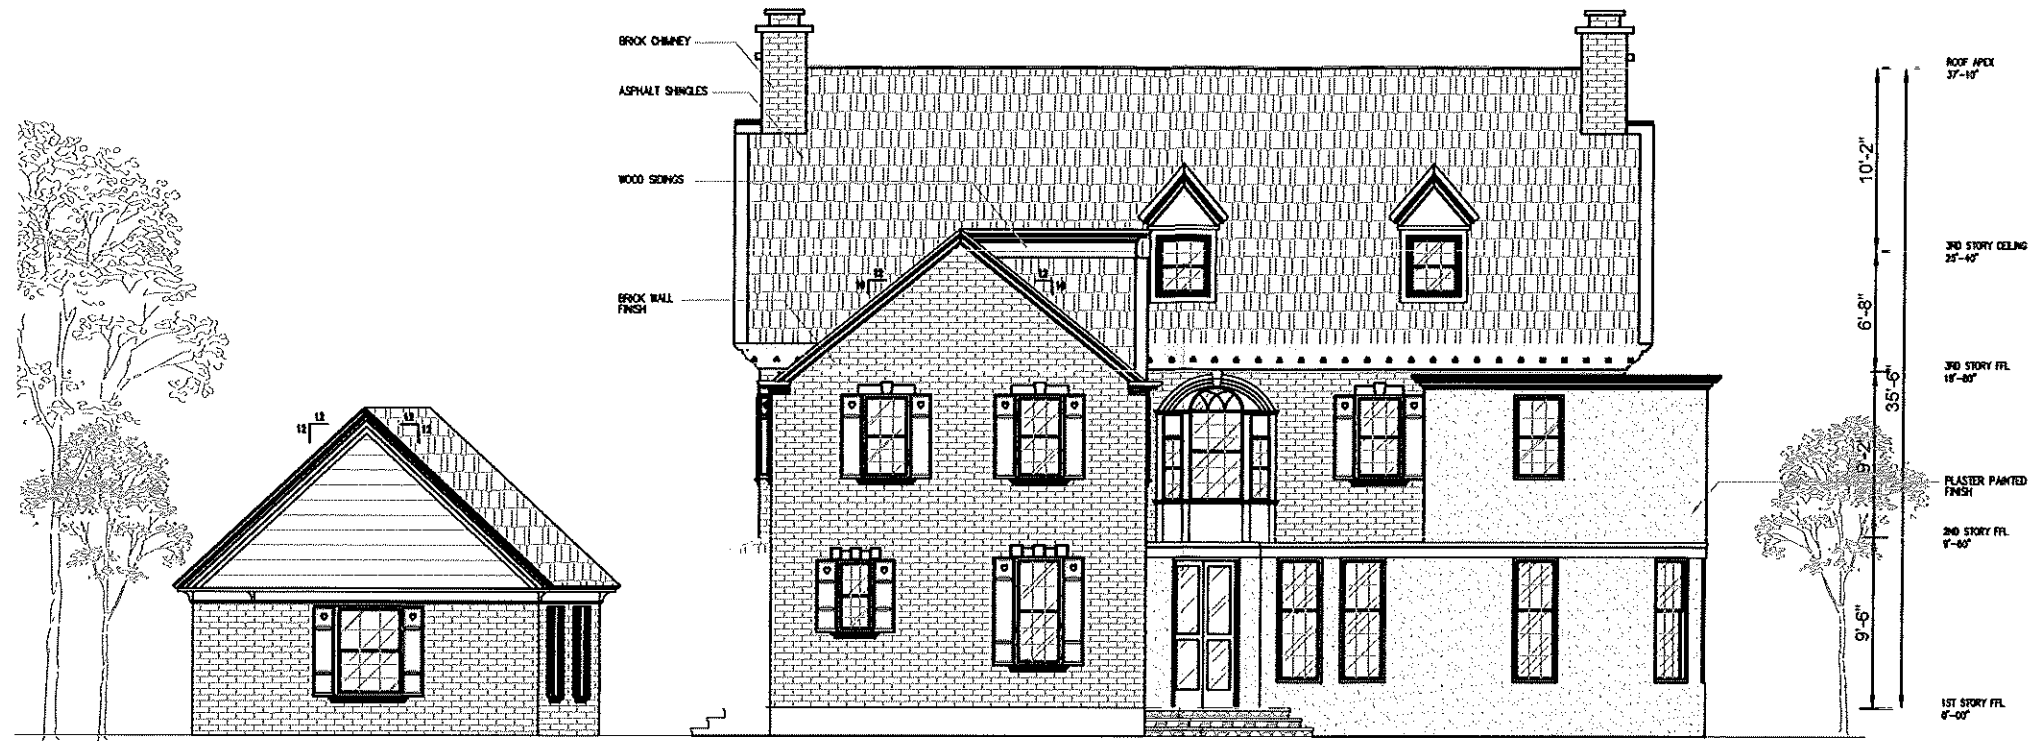 BRICK CHIMNEY
ASPHALT SHINGLES
WOOD SIDINGS
BRICK WALL
FINISH
12
10
12
10
12
12
12
12
ROOF APEX
37'-10"
10'-2"
3RD STORY CEILING
25'-40"
6'-8"
3RD STORY FFL
18'-80"
35'-6"
9'-2"
PLASTER PAINTED
FINISH
2ND STORY FFL
9'-60"
9'-6"
1ST STORY FFL
0'-00"